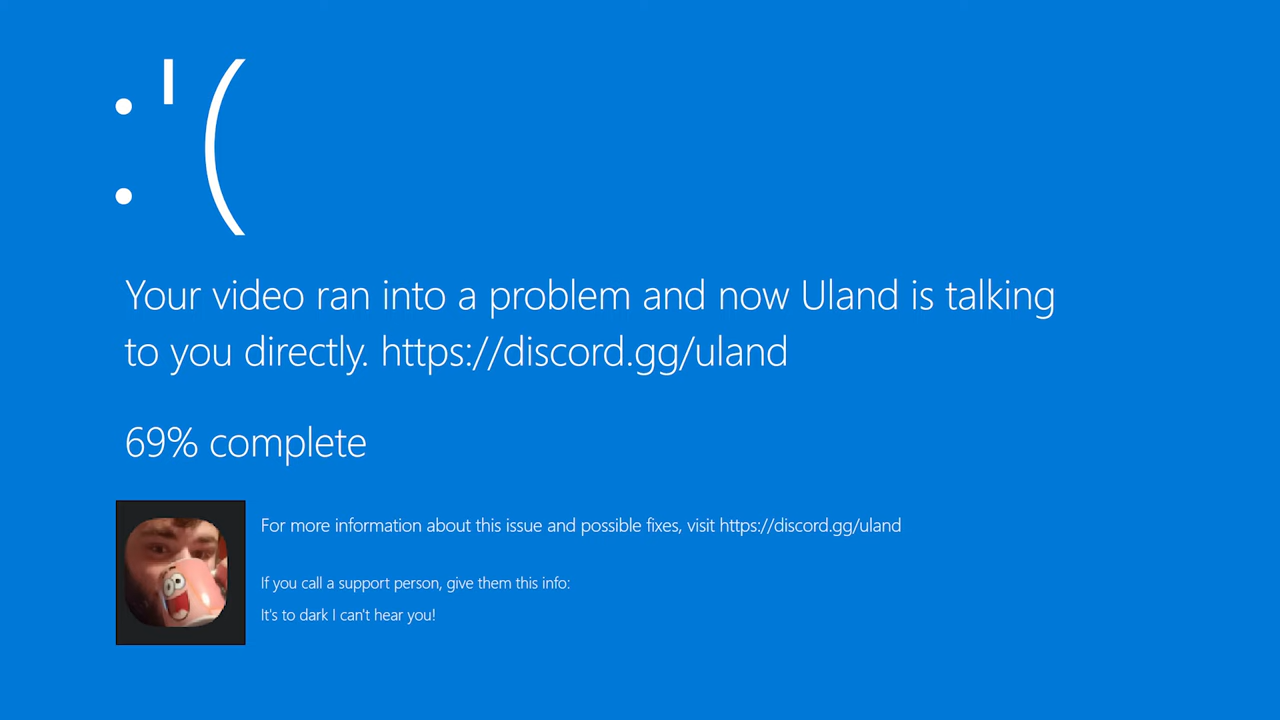 :'(
Your video ran into a problem and now Uland is talking
to you directly. https://discord.gg/uland
69% complete
For more information about this issue and possible fixes, visit https://discord.gg/uland
If you call a support person, give them this info:
It's to dark I can't hear you!